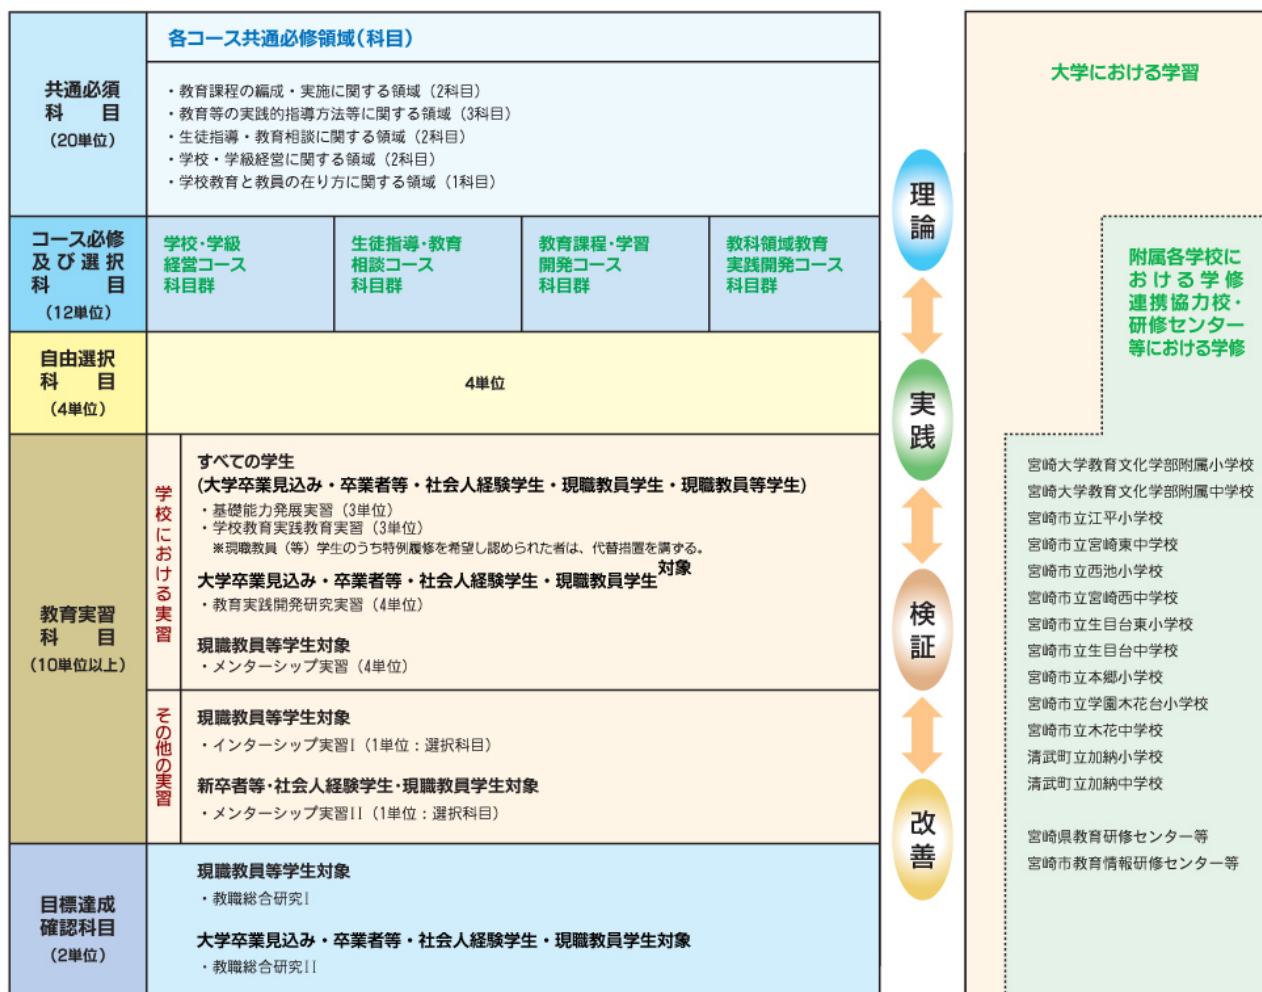 共通必須
科　　目
(20単位)
各コース共通必修領域(科目)
・教育課程の編成・実施に関する領域（2科目）
・教育等の実践的指導方法等に関する領域（3科目）
・生徒指導・教育相談に関する領域（2科目）
・学校・学級経営に関する領域（2科目）
・学校教育と教員の在り方に関する領域（1科目）
コース必修
及び選択
科　　目
(12単位)
学校・学級
経営コース
科目群
生徒指導・教育
相談コース
科目群
教育課程・学習
開発コース
科目群
教科領域教育
実践開発コース
科目群
自由選択
科　　目
(4単位)
4単位
教育実習
科　　目
(10単位以上)
学校における実習
すべての学生
(大学卒業見込み・卒業者等・社会人経験学生・現職教員学生・現職教員等学生)
・基礎能力発展実習（3単位）
・学校教育実践教育実習（3単位）
※現職教員（等）学生のうち特例履修を希望し認められた者は、代替措置を講ずる。
大学卒業見込み・卒業者等・社会人経験学生・現職教員学生対象
・教育実践開発研究実習（4単位）
現職教員等学生対象
・メンターシップ実習（4単位）
その他の実習
現職教員等学生対象
・インターシップ実習I（1単位：選択科目）
新卒者等・社会人経験学生・現職教員学生対象
・メンターシップ実習II（1単位：選択科目）
目標達成
確認科目
(2単位)
現職教員等学生対象
・教職総合研究I
大学卒業見込み・卒業者等・社会人経験学生・現職教員学生対象
・教職総合研究II
理論
実践
検証
改善
大学における学習
附属各学校に
おける学修
連携協力校・
研修センター
等における学修
宮崎大学教育文化学部附属小学校
宮崎大学教育文化学部附属中学校
宮崎市立江平小学校
宮崎市立宮崎東中学校
宮崎市立西池小学校
宮崎市立宮崎西中学校
宮崎市立生目台東小学校
宮崎市立生目台中学校
宮崎市立本郷小学校
宮崎市立学園木花台小学校
宮崎市立木花中学校
清武町立加納小学校
清武町立加納中学校
宮崎県教育研修センター等
宮崎市教育情報研修センター等